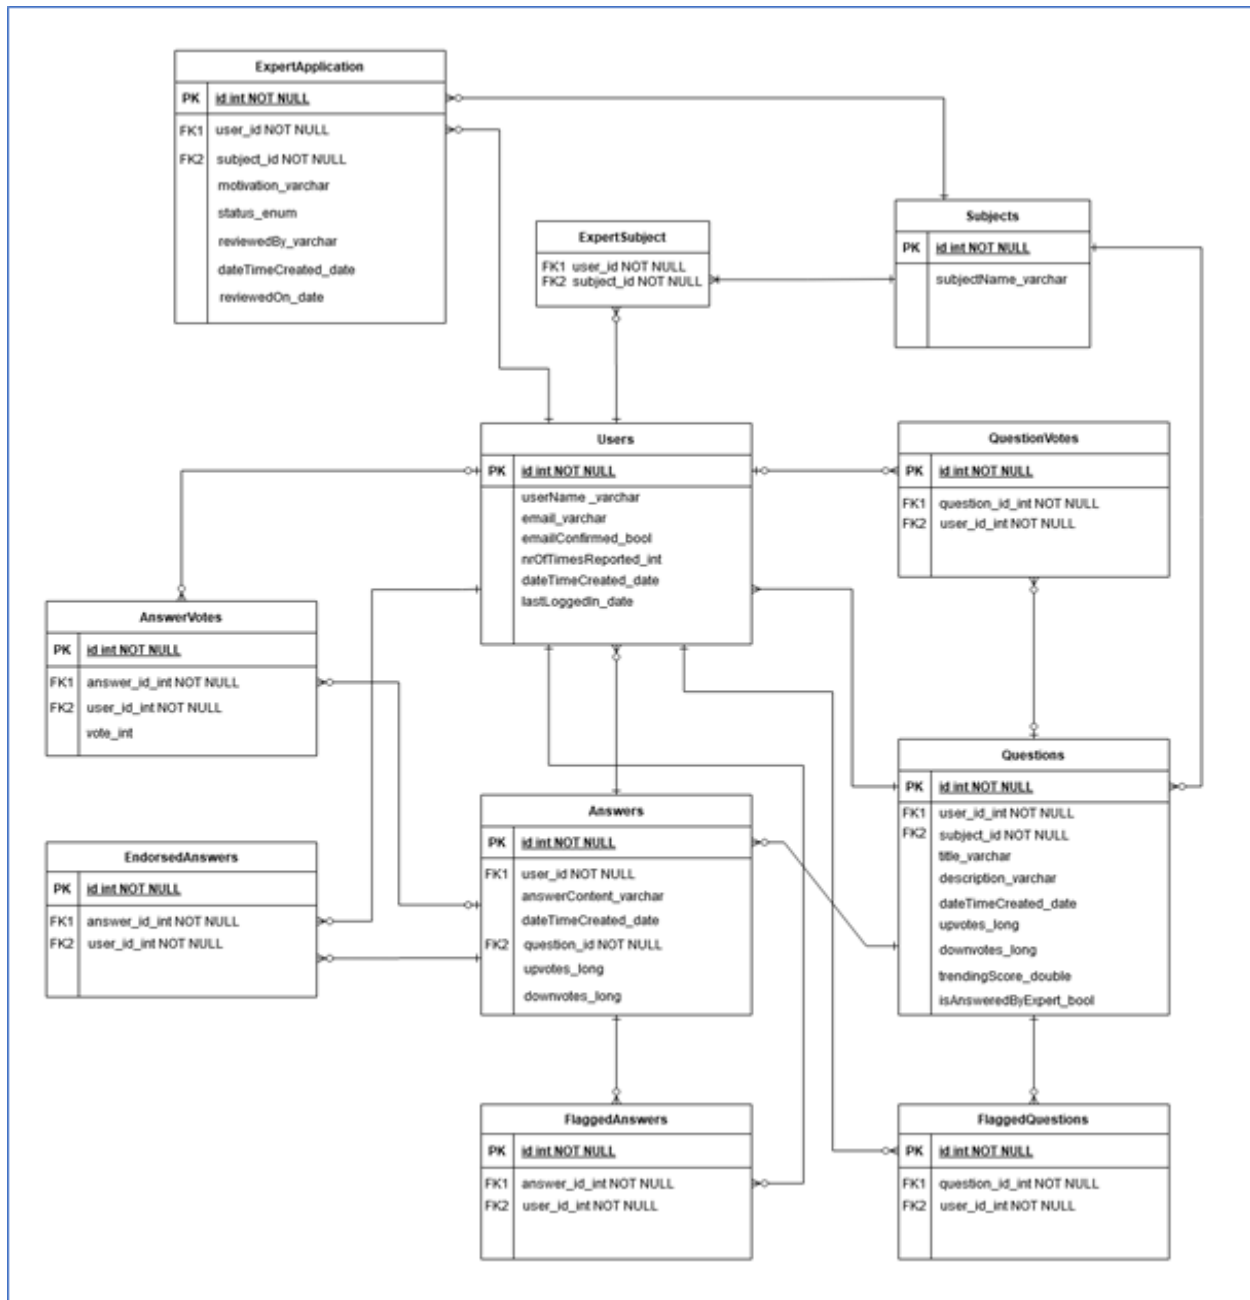 ExpertApplication
PK id int NOT NULL
FK1 user_id NOT NULL
FK2 subject_id NOT NULL
motivation_varchar
status_enum
reviewedBy_varchar
dateTimeCreated_date
reviewedOn_date
ExpertSubject
FK1 user_id NOT NULL
FK2 subject_id NOT NULL
Subjects
PK id int NOT NULL
subjectName_varchar
Users
PK id int NOT NULL
userName _varchar
email_varchar
emailConfirmed_bool
nrOfTimesReported_int
dateTimeCreated_date
lastLoggedIn_date
QuestionVotes
PK id int NOT NULL
FK1 question_id_int NOT NULL
FK2 user_id_int NOT NULL
AnswerVotes
PK id int NOT NULL
FK1 answer_id_int NOT NULL
FK2 user_id_int NOT NULL
vote_int
Questions
PK id int NOT NULL
FK1 user_id_int NOT NULL
FK2 subject_id NOT NULL
title_varchar
description_varchar
dateTimeCreated_date
upvotes_long
downvotes_long
trendingScore_double
isAnsweredByExpert_bool
Answers
PK id int NOT NULL
FK1 user_id NOT NULL
answerContent_varchar
dateTimeCreated_date
FK2 question_id NOT NULL
upvotes_long
downvotes_long
EndorsedAnswers
PK id int NOT NULL
FK1 answer_id_int NOT NULL
FK2 user_id_int NOT NULL
FlaggedAnswers
PK id int NOT NULL
FK1 answer_id_int NOT NULL
FK2 user_id_int NOT NULL
FlaggedQuestions
PK id int NOT NULL
FK1 question_id_int NOT NULL
FK2 user_id_int NOT NULL